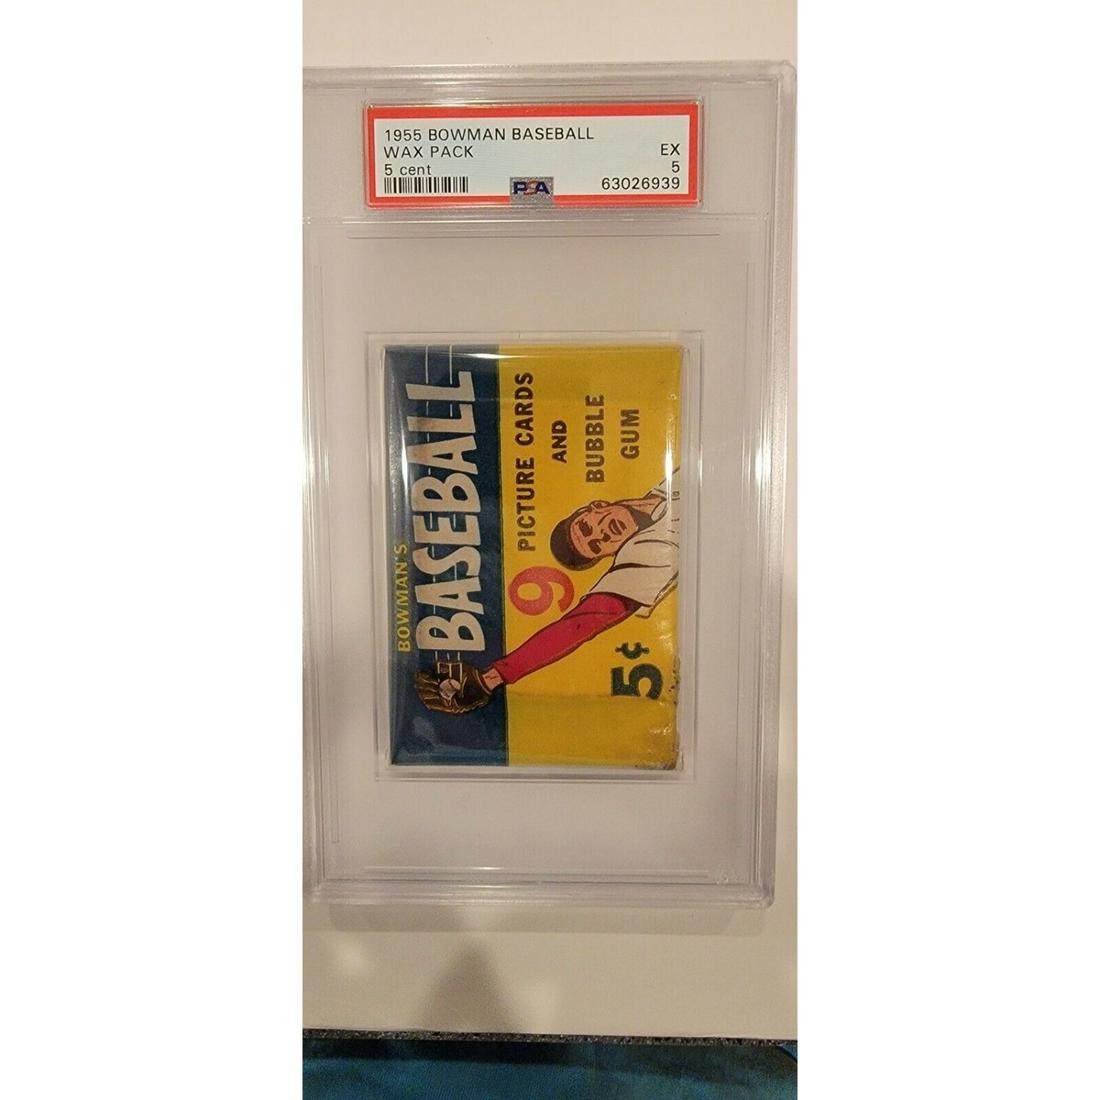 1955 BOWMAN BASEBALL
WAX PACK EX
5 cent 5
PSA 63026939
BOWMAN'S
BASEBALL
9 PICTURE CARDS
AND
BUBBLE
GUM
5¢